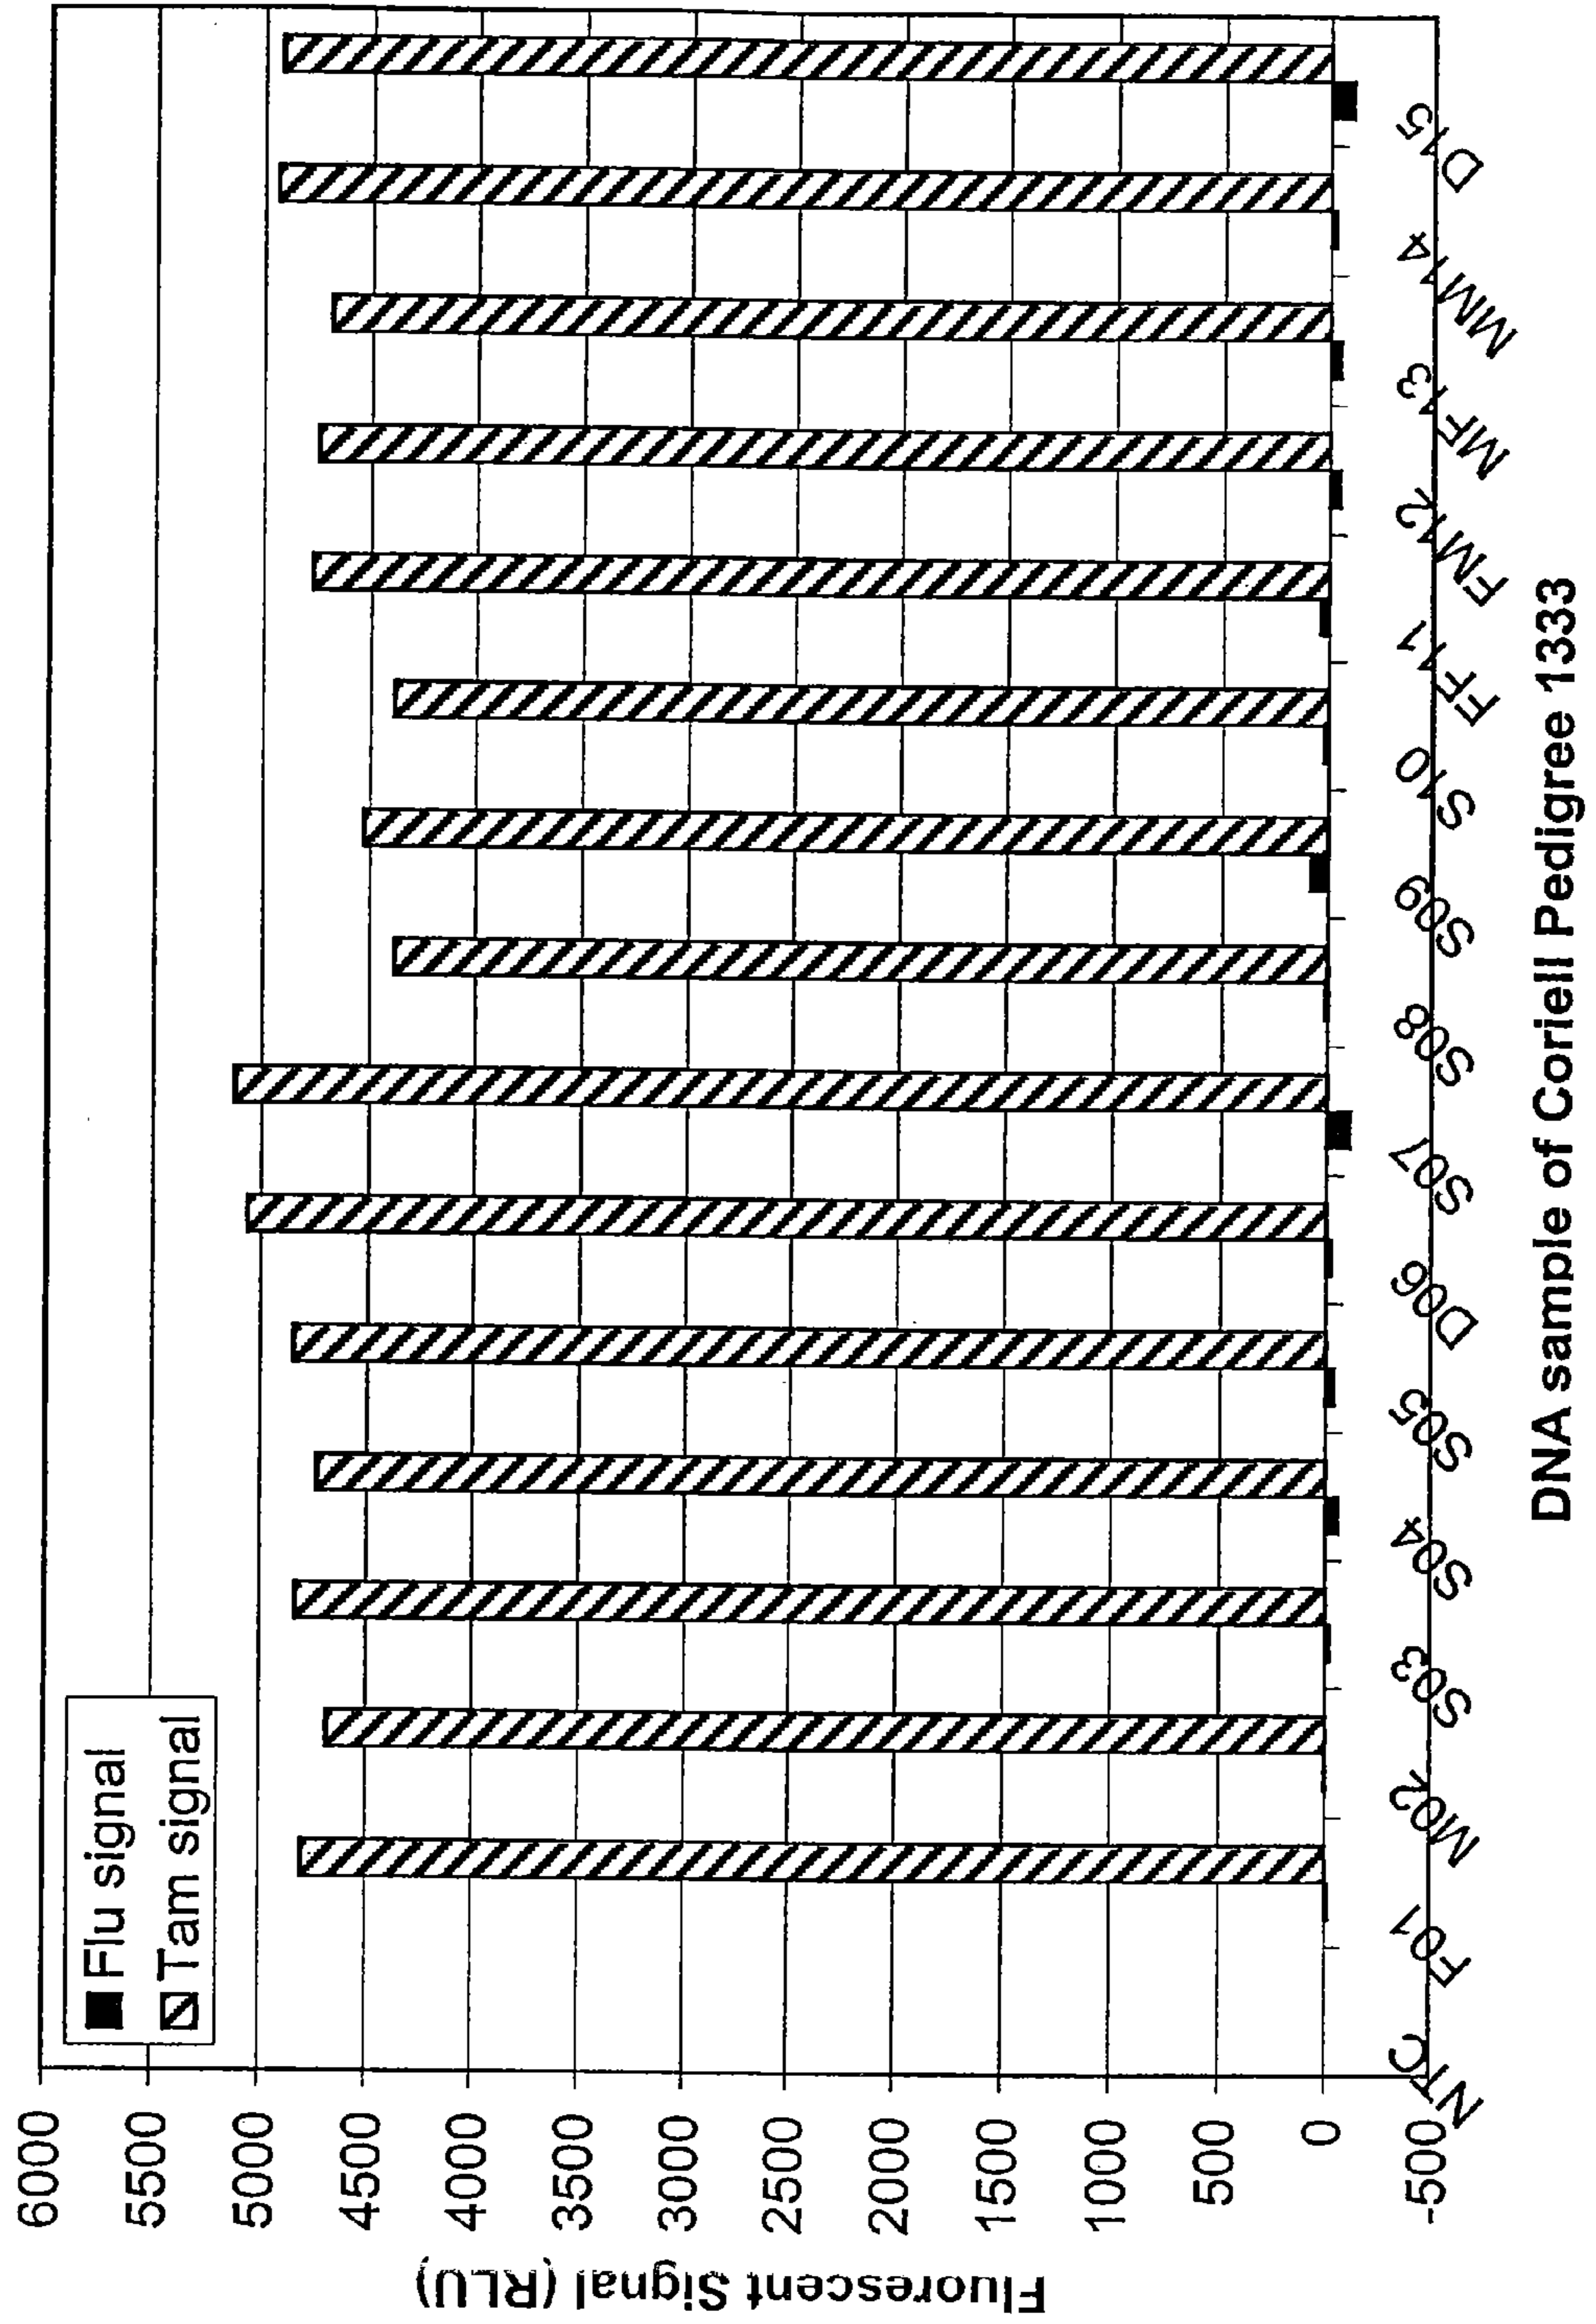 Flu signal
Tam signal
6000
5500
5000
4500
4000
3500
3000
2500
2000
1500
1000
500
0
-500
Fluorescent Signal (RLU)
NTC
F01
M02
S03
S04
S05
D06
S07
S08
S09
S10
FF11
FM12
MF13
MM14
D15
DNA sample of Coriell Pedigree 1333